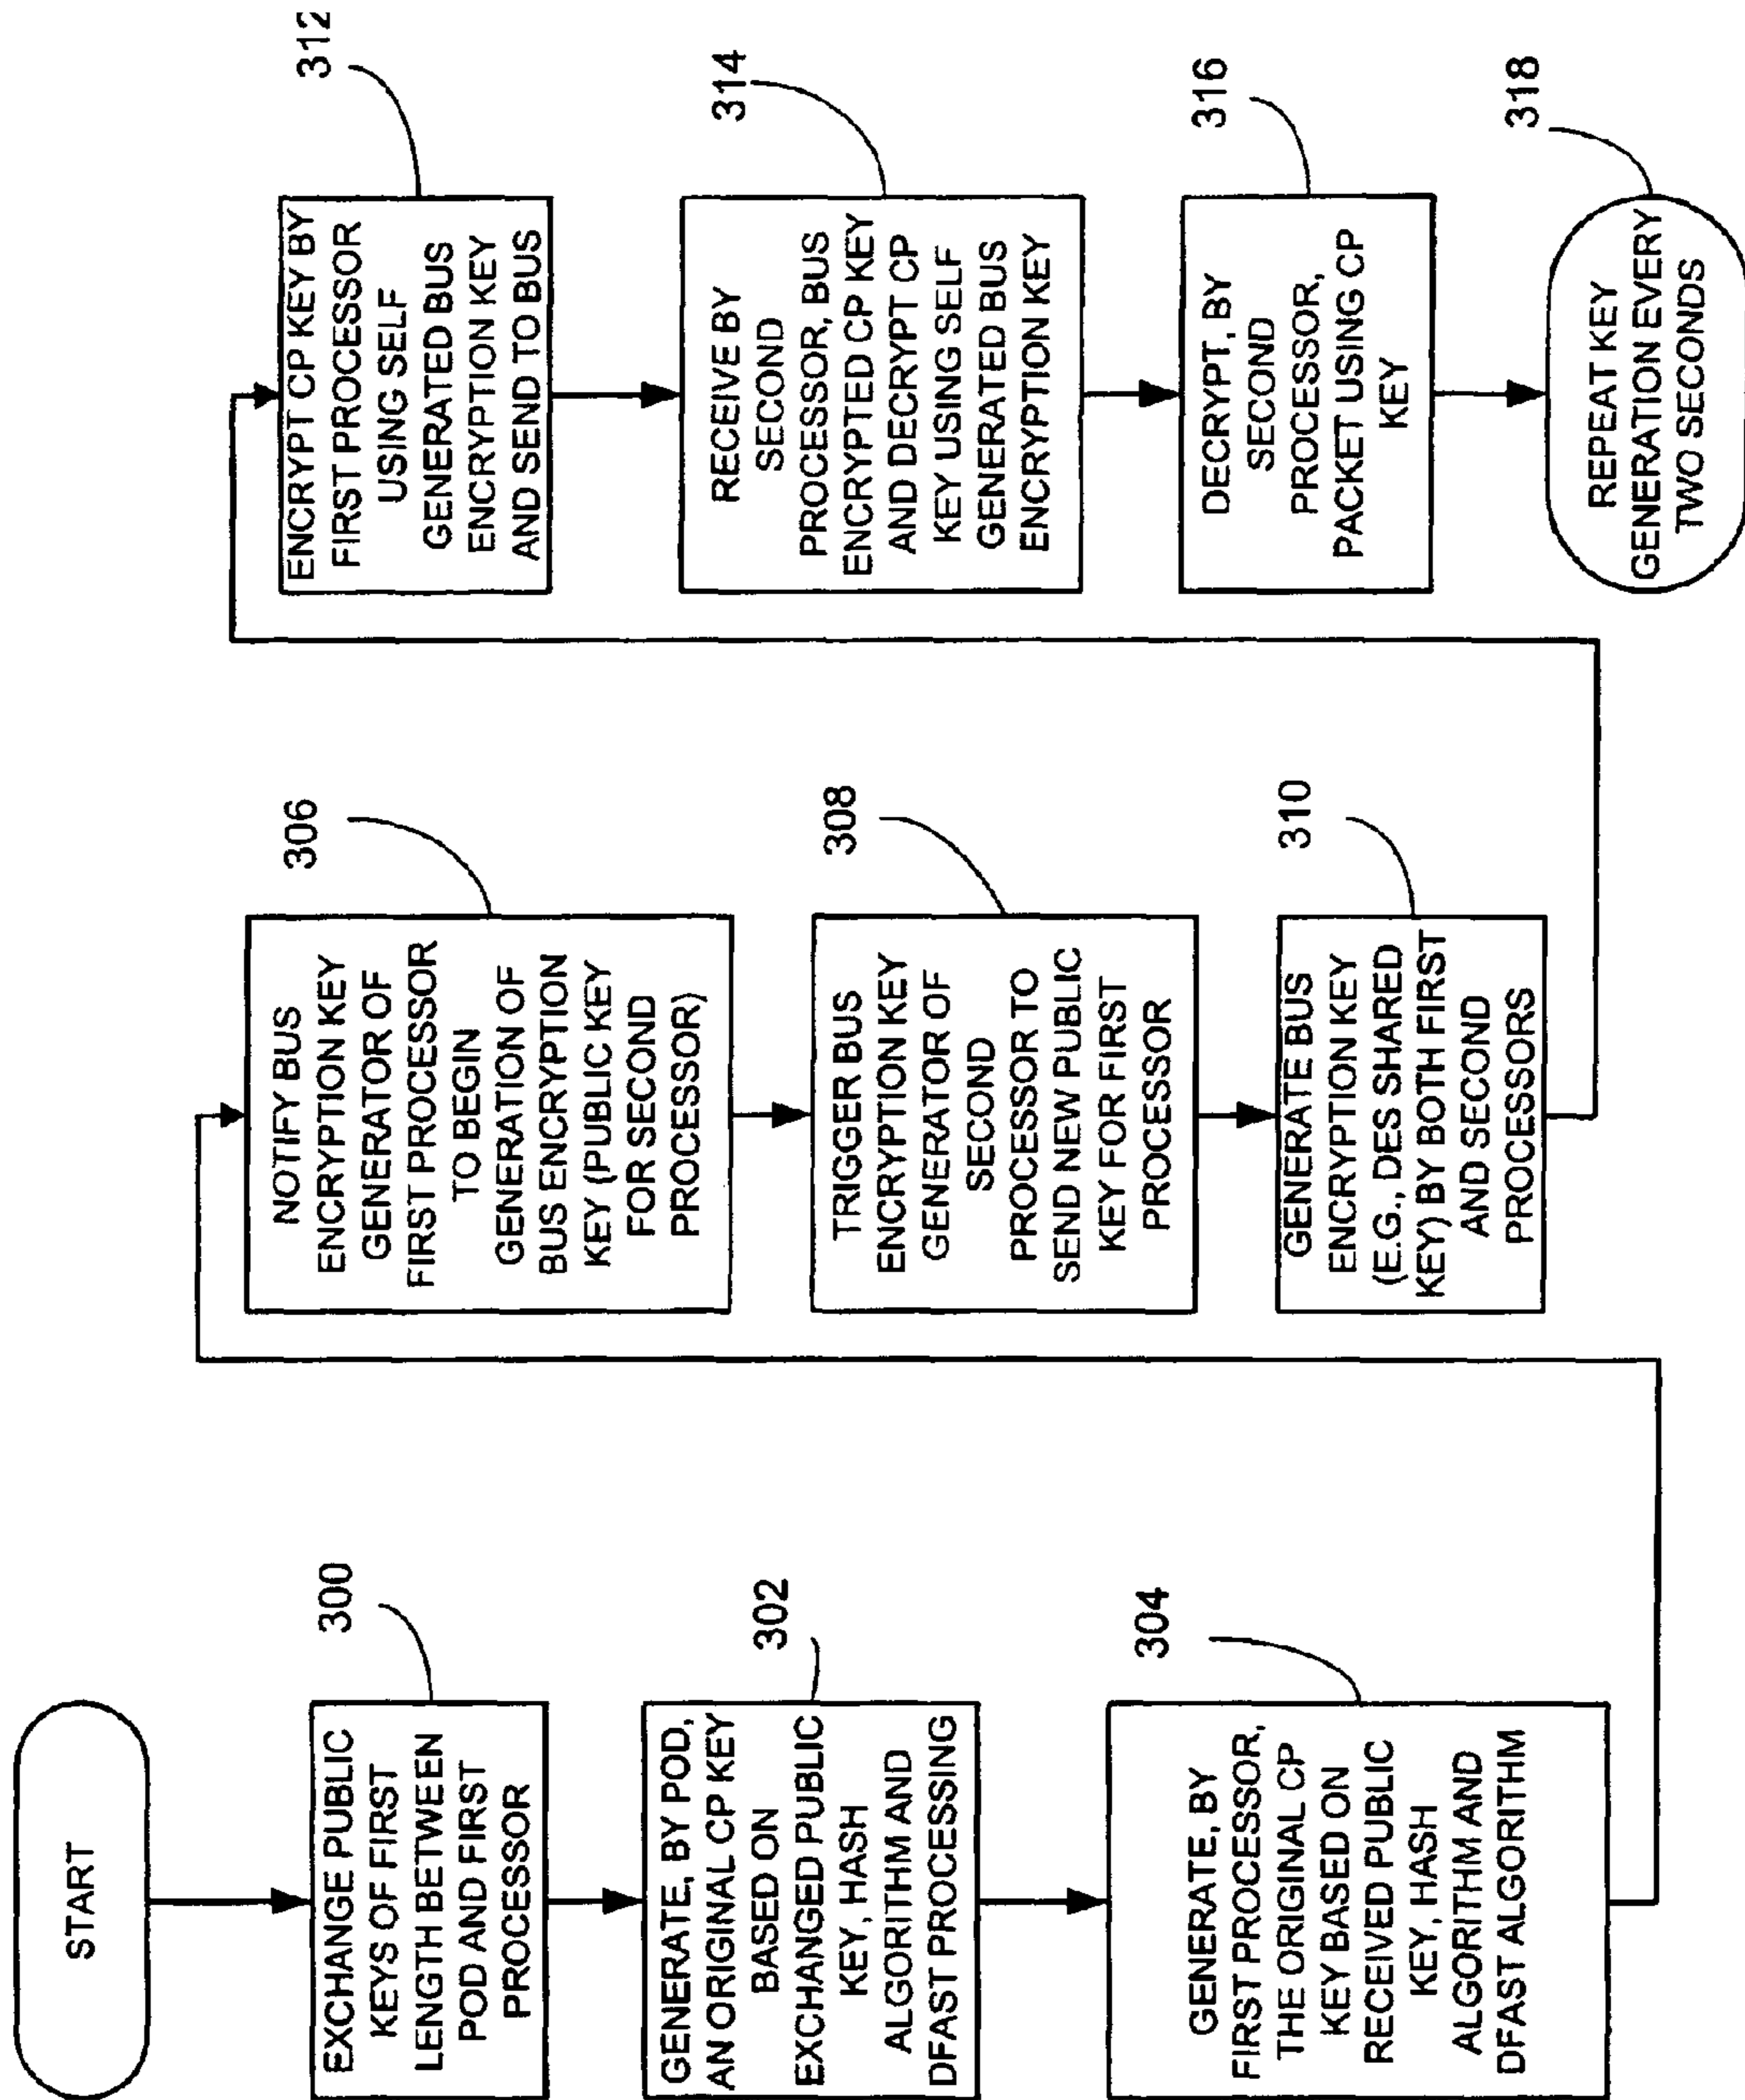 START
EXCHANGE PUBLIC
KEYS OF FIRST
LENGTH BETWEEN
POD AND FIRST
PROCESSOR
300
GENERATE, BY POD,
AN ORIGINAL CP KEY
BASED ON
EXCHANGED PUBLIC
KEY, HASH
ALGORITHM AND
DFAST PROCESSING
302
GENERATE, BY
FIRST PROCESSOR,
THE ORIGINAL CP
KEY BASED ON
RECEIVED PUBLIC
KEY, HASH
ALGORITHM AND
DFAST ALGORITHM
304
NOTIFY BUS
ENCRYPTION KEY
GENERATOR OF
FIRST PROCESSOR
TO BEGIN
GENERATION OF
BUS ENCRYPTION
KEY (PUBLIC KEY
FOR SECOND
PROCESSOR)
306
TRIGGER BUS
ENCRYPTION KEY
GENERATOR OF
SECOND
PROCESSOR TO
SEND NEW PUBLIC
KEY FOR FIRST
PROCESSOR
308
GENERATE BUS
ENCRYPTION KEY
(E.G., DES SHARED
KEY) BY BOTH FIRST
AND SECOND
PROCESSORS
310
ENCRYPT CP KEY BY
FIRST PROCESSOR
USING SELF
GENERATED BUS
ENCRYPTION KEY
AND SEND TO BUS
312
RECEIVE BY
SECOND
PROCESSOR, BUS
ENCRYPTED CP KEY
AND DECRYPT CP
KEY USING SELF
GENERATED BUS
ENCRYPTION KEY
314
DECRYPT, BY
SECOND
PROCESSOR,
PACKET USING CP
KEY
316
REPEAT KEY
GENERATION EVERY
TWO SECONDS
318